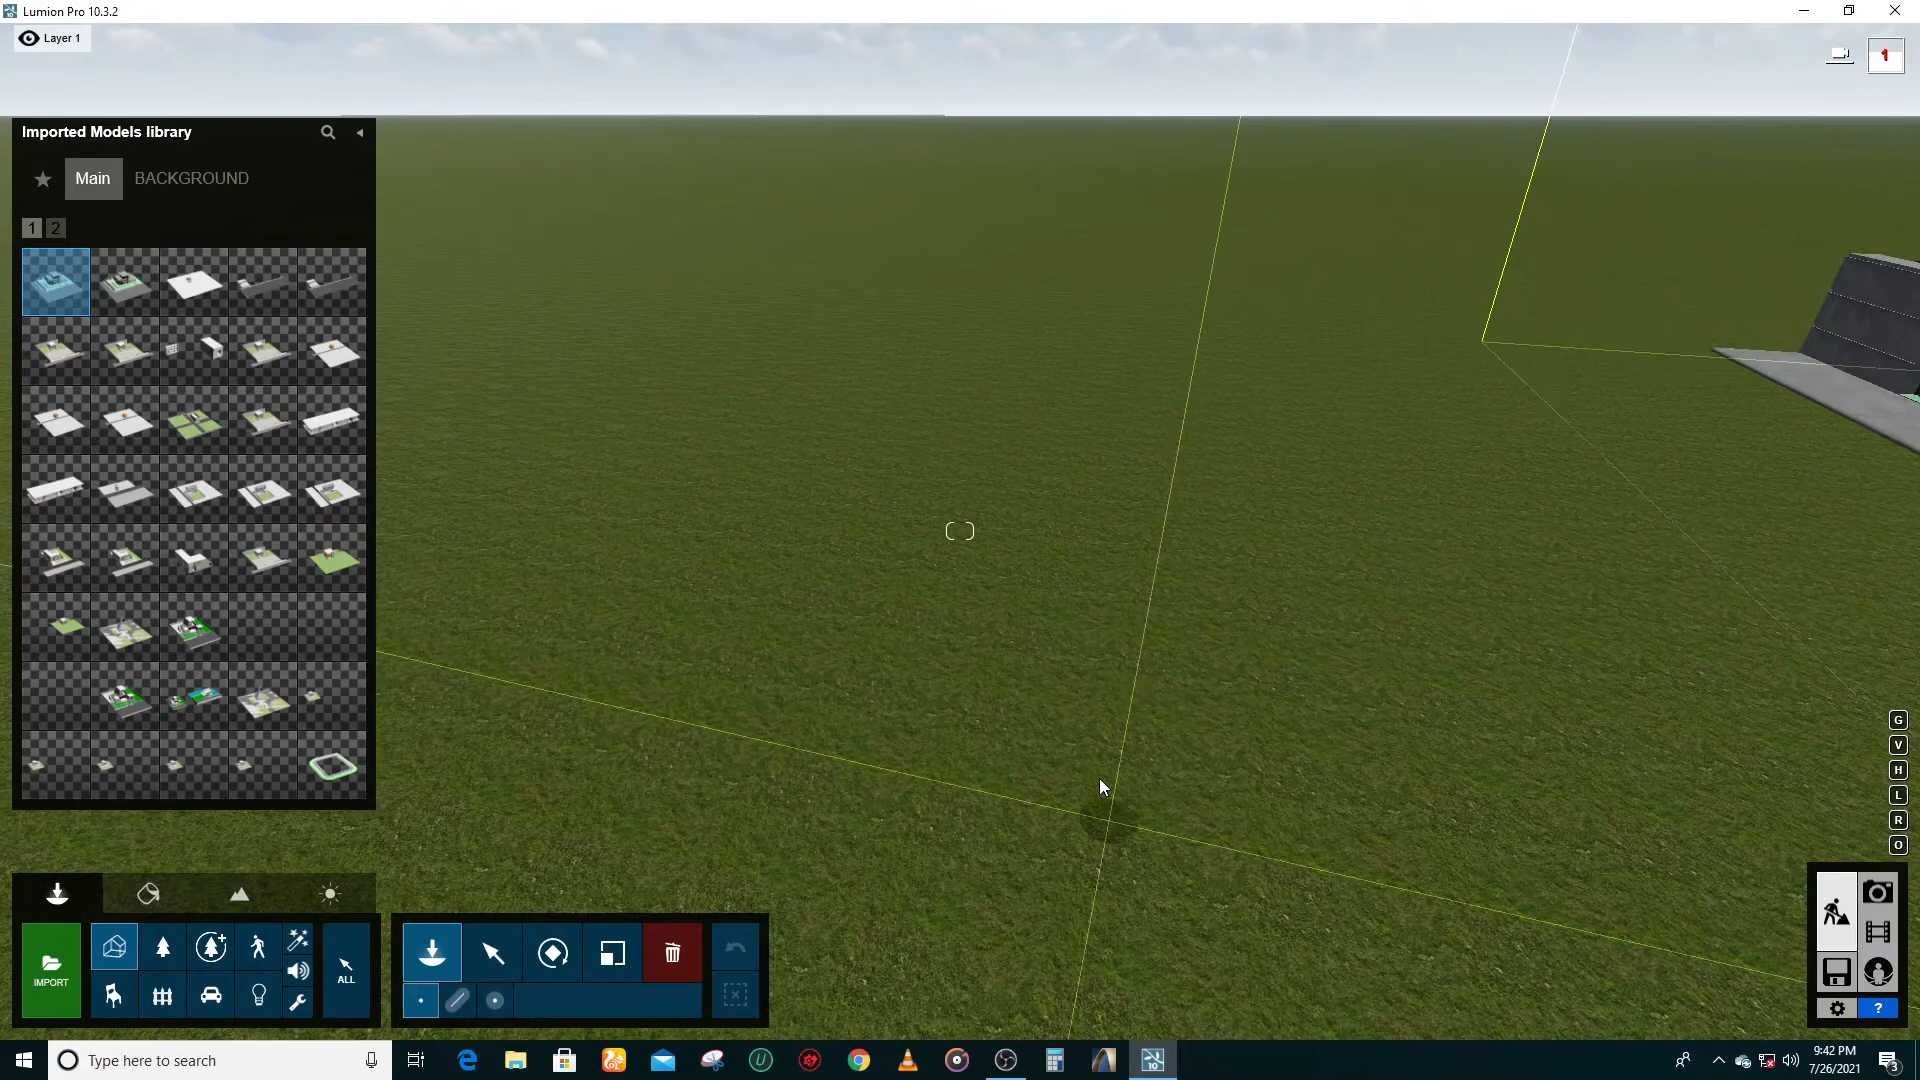 Lumion Pro 10.3.2
Layer 1
1
Imported Models library
Main BACKGROUND
1 2
G
V
H
L
R
O
IMPORT
ALL
?
Type here to search
10
9:42 PM
7/26/2021
3